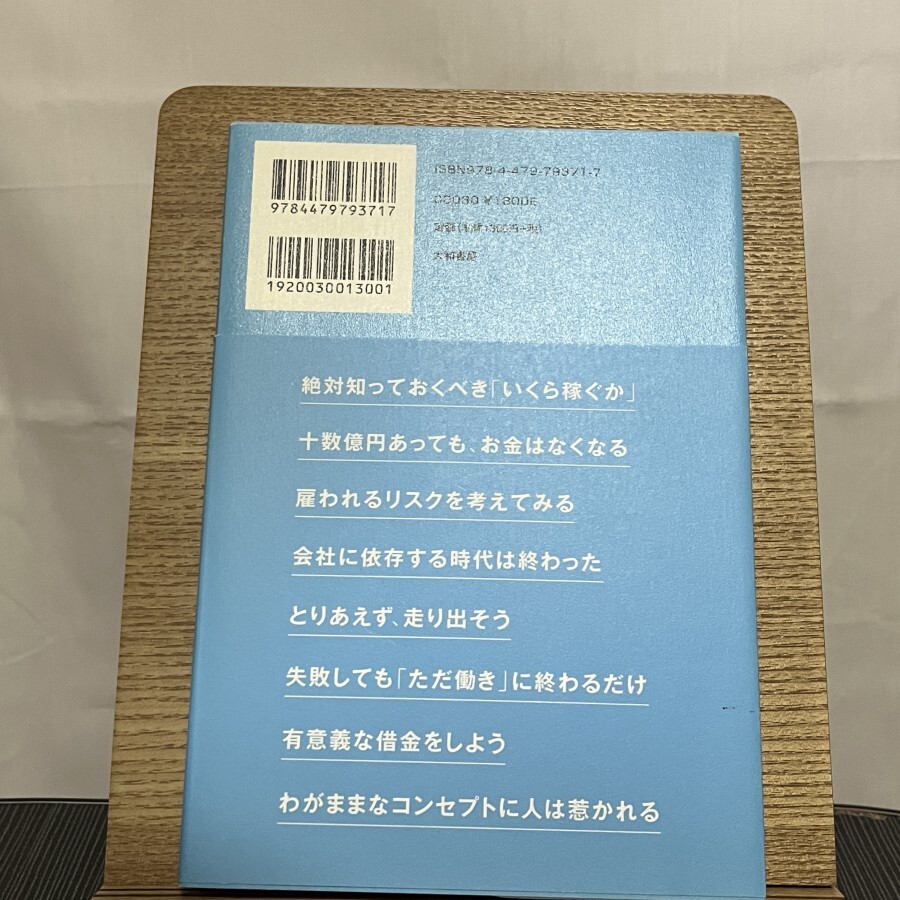 9784479793717
1920030013001
ISBN978-4-479-79371-7
大和書房
絶対知っておくべき「いくら稼ぐか」
十数億円あっても、お金はなくなる
雇われるリスクを考えてみる
会社に依存する時代は終わった
とりあえず、走り出そう
失敗しても「ただ働き」に終わるだけ
有意義な借金をしよう
わがままなコンセプトに人は惹かれる